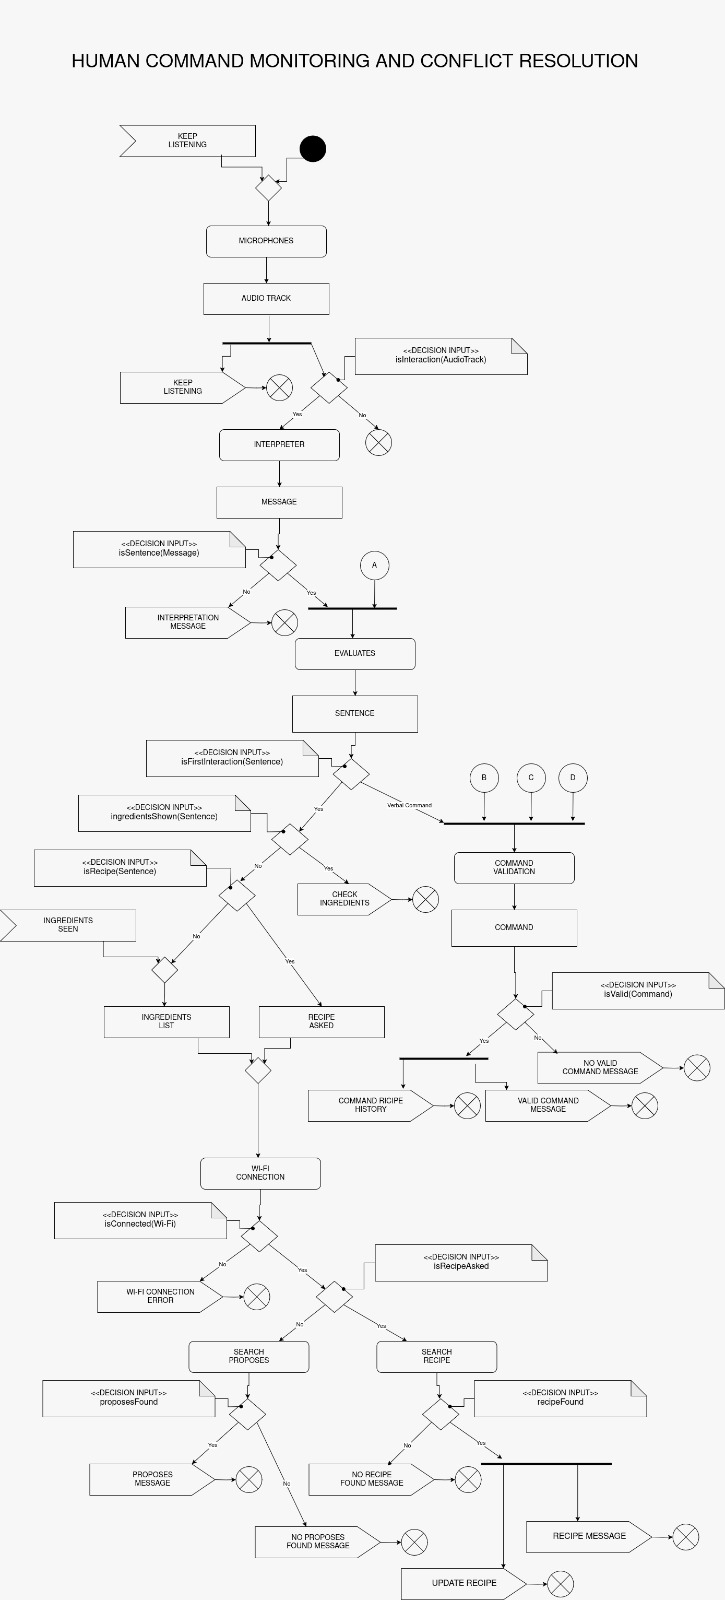 HUMAN COMMAND MONITORING AND CONFLICT RESOLUTION
KEEP
LISTENING
MICROPHONES
AUDIO TRACK
<<DECISION INPUT>>
isInteraction(AudioTrack)
KEEP
LISTENING
Yes
No
INTERPRETER
MESSAGE
<<DECISION INPUT>>
isSentence(Message)
A
No
Yes
INTERPRETATION
MESSAGE
EVALUATES
SENTENCE
<<DECISION INPUT>>
isFirstInteraction(Sentence)
B
C
D
Yes
Verbal Command
<<DECISION INPUT>>
ingredientsShown(Sentence)
<<DECISION INPUT>>
isRecipe(Sentence)
No
Yes
COMMAND
VALIDATION
CHECK
INGREDIENTS
INGREDIENTS
SEEN
COMMAND
No
Yes
<<DECISION INPUT>>
isValid(Command)
INGREDIENTS
LIST
RECIPE
ASKED
Yes
No
NO VALID
COMMAND MESSAGE
COMMAND RICIPE
HISTORY
VALID COMMAND
MESSAGE
WI-FI
CONNECTION
<<DECISION INPUT>>
isConnected(Wi-Fi)
<<DECISION INPUT>>
isRecipeAsked
No
Yes
WI-FI CONNECTION
ERROR
No
Yes
SEARCH
PROPOSES
SEARCH
RECIPE
<<DECISION INPUT>>
proposesFound
<<DECISION INPUT>>
recipeFound
Yes
No
No
Yes
PROPOSES
MESSAGE
NO RECIPE
FOUND MESSAGE
NO PROPOSES
FOUND MESSAGE
RECIPE MESSAGE
UPDATE RECIPE